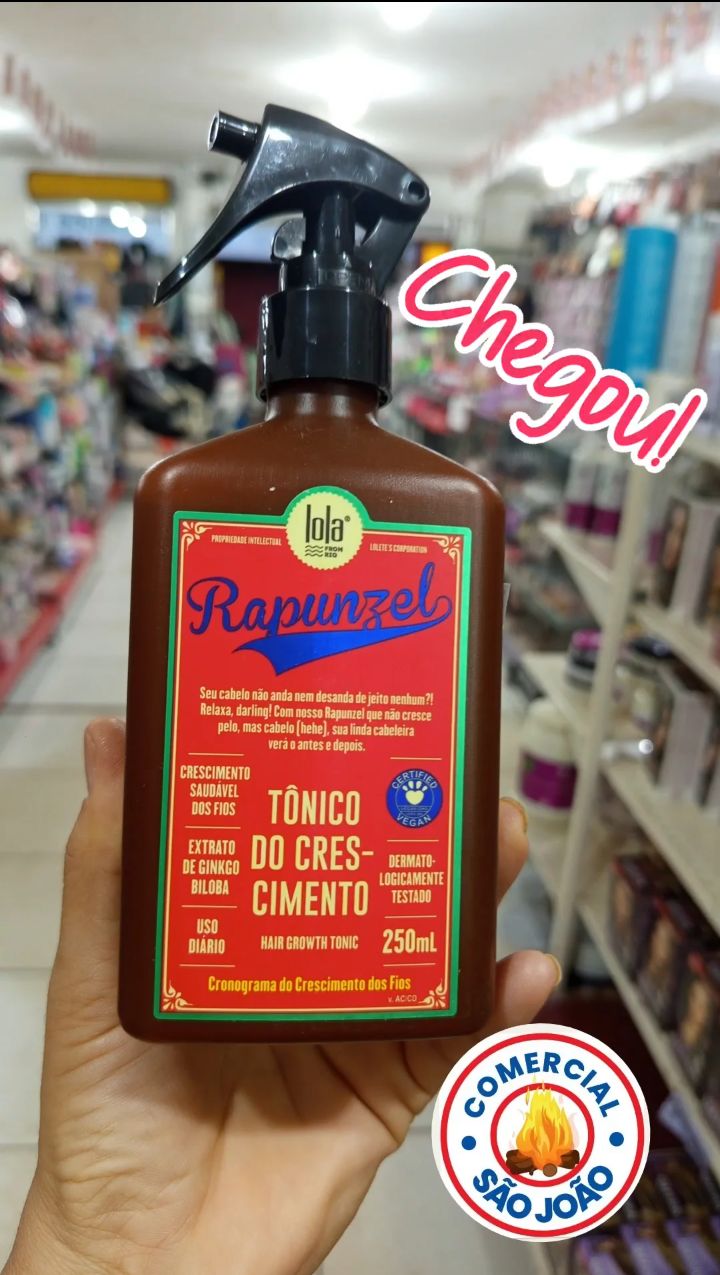 Chegou!
lola®
FROM
RIO
PROPRIEDADE INTELECTUAL
LOLETE'S CORPORATION
Rapunzel
Seu cabelo não anda nem desanda de jeito nenhum?!
Relaxa, darling! Com nosso Rapunzel que não cresce
pelo, mas cabelo (hehe), sua linda cabeleira
verá o antes e depois.
CRESCIMENTO
SAUDÁVEL
DOS FIOS
EXTRATO
DE GINKGO
BILOBA
USO
DIÁRIO
TÔNICO
DO CRES-
CIMENTO
HAIR GROWTH TONIC
CERTIFIED
VEGAN
DERMATO-
LOGICAMENTE
TESTADO
250mL
Cronograma do Crescimento dos Fios
v. AC/CO
COMERCIAL
SÃO JOÃO